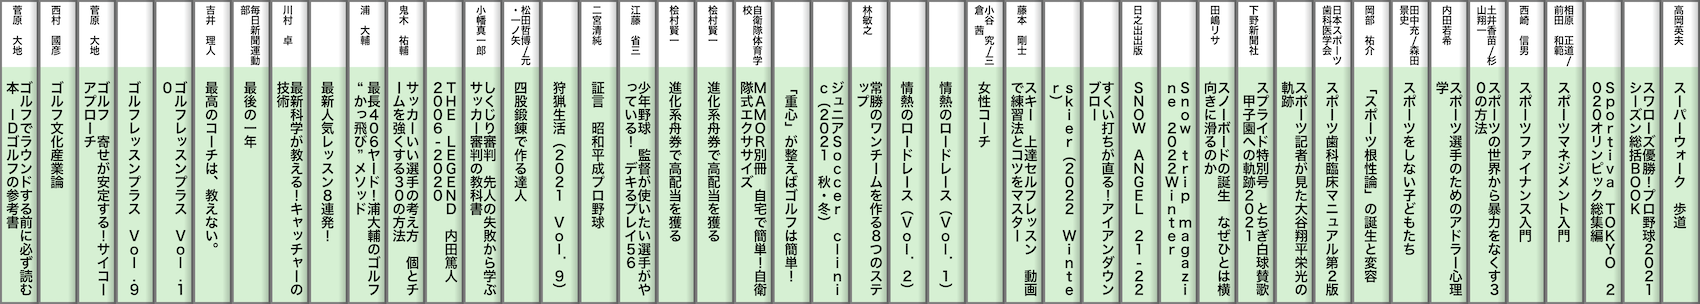 高岡英夫
スーパーウォーク 歩道
スワローズ優勝！プロ野球2021
シーズン総括BOOK
Sportiva TOKYO 2
020オリンピック総集編
相原 正道/
前田 和範
スポーツマネジメント入門
西崎 信男
スポーツファイナンス入門
土井香苗/杉
山翔一
スポーツの世界から暴力をなくす3
0の方法
内田若希
スポーツ選手のためのアドラー心理
学
田中充/森田
景史
スポーツをしない子どもたち
岡部 祐介
「スポーツ根性論」の誕生と変容
日本スポーツ
歯科医学会
スポーツ歯科臨床マニュアル第2版
スポーツ記者が見た大谷翔平栄光の
軌跡
下野新聞社
スプライド特別号 とちぎ白球賛歌
甲子園への軌跡2021
田嶋リサ
スノーボードの誕生 なぜひとは横
向きに滑るのか
Snow trip magazi
ne 2022Winter
日之出出版
SNOW ANGEL 21-22
すくい打ちが直る！アイアンダウン
ブロー
skier（2022 Winte
r）
藤本 剛士
スキー 上達セルフレッスン 動画
で練習法とコツをマスター
小谷 究/三
倉 茜
女性コーチ
情熱のロードレース（Vol.1）
情熱のロードレース（Vol.2）
林敏之
常勝のワンチームを作る8つのステ
ップ
ジュニアSoccer clini
c（2021 秋・冬）
「重心」が整えばゴルフは簡単！
自衛隊体育学
校
MAMOR別冊 自宅で簡単！自衛
隊式エクササイズ
桧村賢一
進化系舟券で高配当を獲る
桧村賢一
進化系舟券で高配当を獲る
江藤 省三
少年野球 監督が使いたい選手がや
っている！ デキるプレイ56
二宮清純
証言 昭和平成プロ野球
狩猟生活（2021 Vol.9）
松田哲博/元
・一ノ矢
四股鍛錬で作る達人
小幡真一郎
しくじり審判 先人の失敗から学ぶ
サッカー審判の教科書
THE LEGEND 内田篤人
2006-2020
鬼木 祐輔
サッカーいい選手の考え方 個とチ
ームを強くする30の方法
浦 大輔
最長406ヤード！浦大輔のゴルフ
“かっ飛び”メソッド
最新人気レッスン8連発！
川村 卓
最新科学が教える！キャッチャーの
技術
毎日新聞運動
部
最後の一年
吉井 理人
最高のコーチは、教えない。
ゴルフレッスンプラス Vol.1
0
ゴルフレッスンプラス Vol.9
菅原 大地
ゴルフ 寄せが安定する！サイコー
アプローチ
西村 國彦
ゴルフ文化産業論
菅原 大地
ゴルフでラウンドする前に必ず読む
本 IDゴルフの参考書